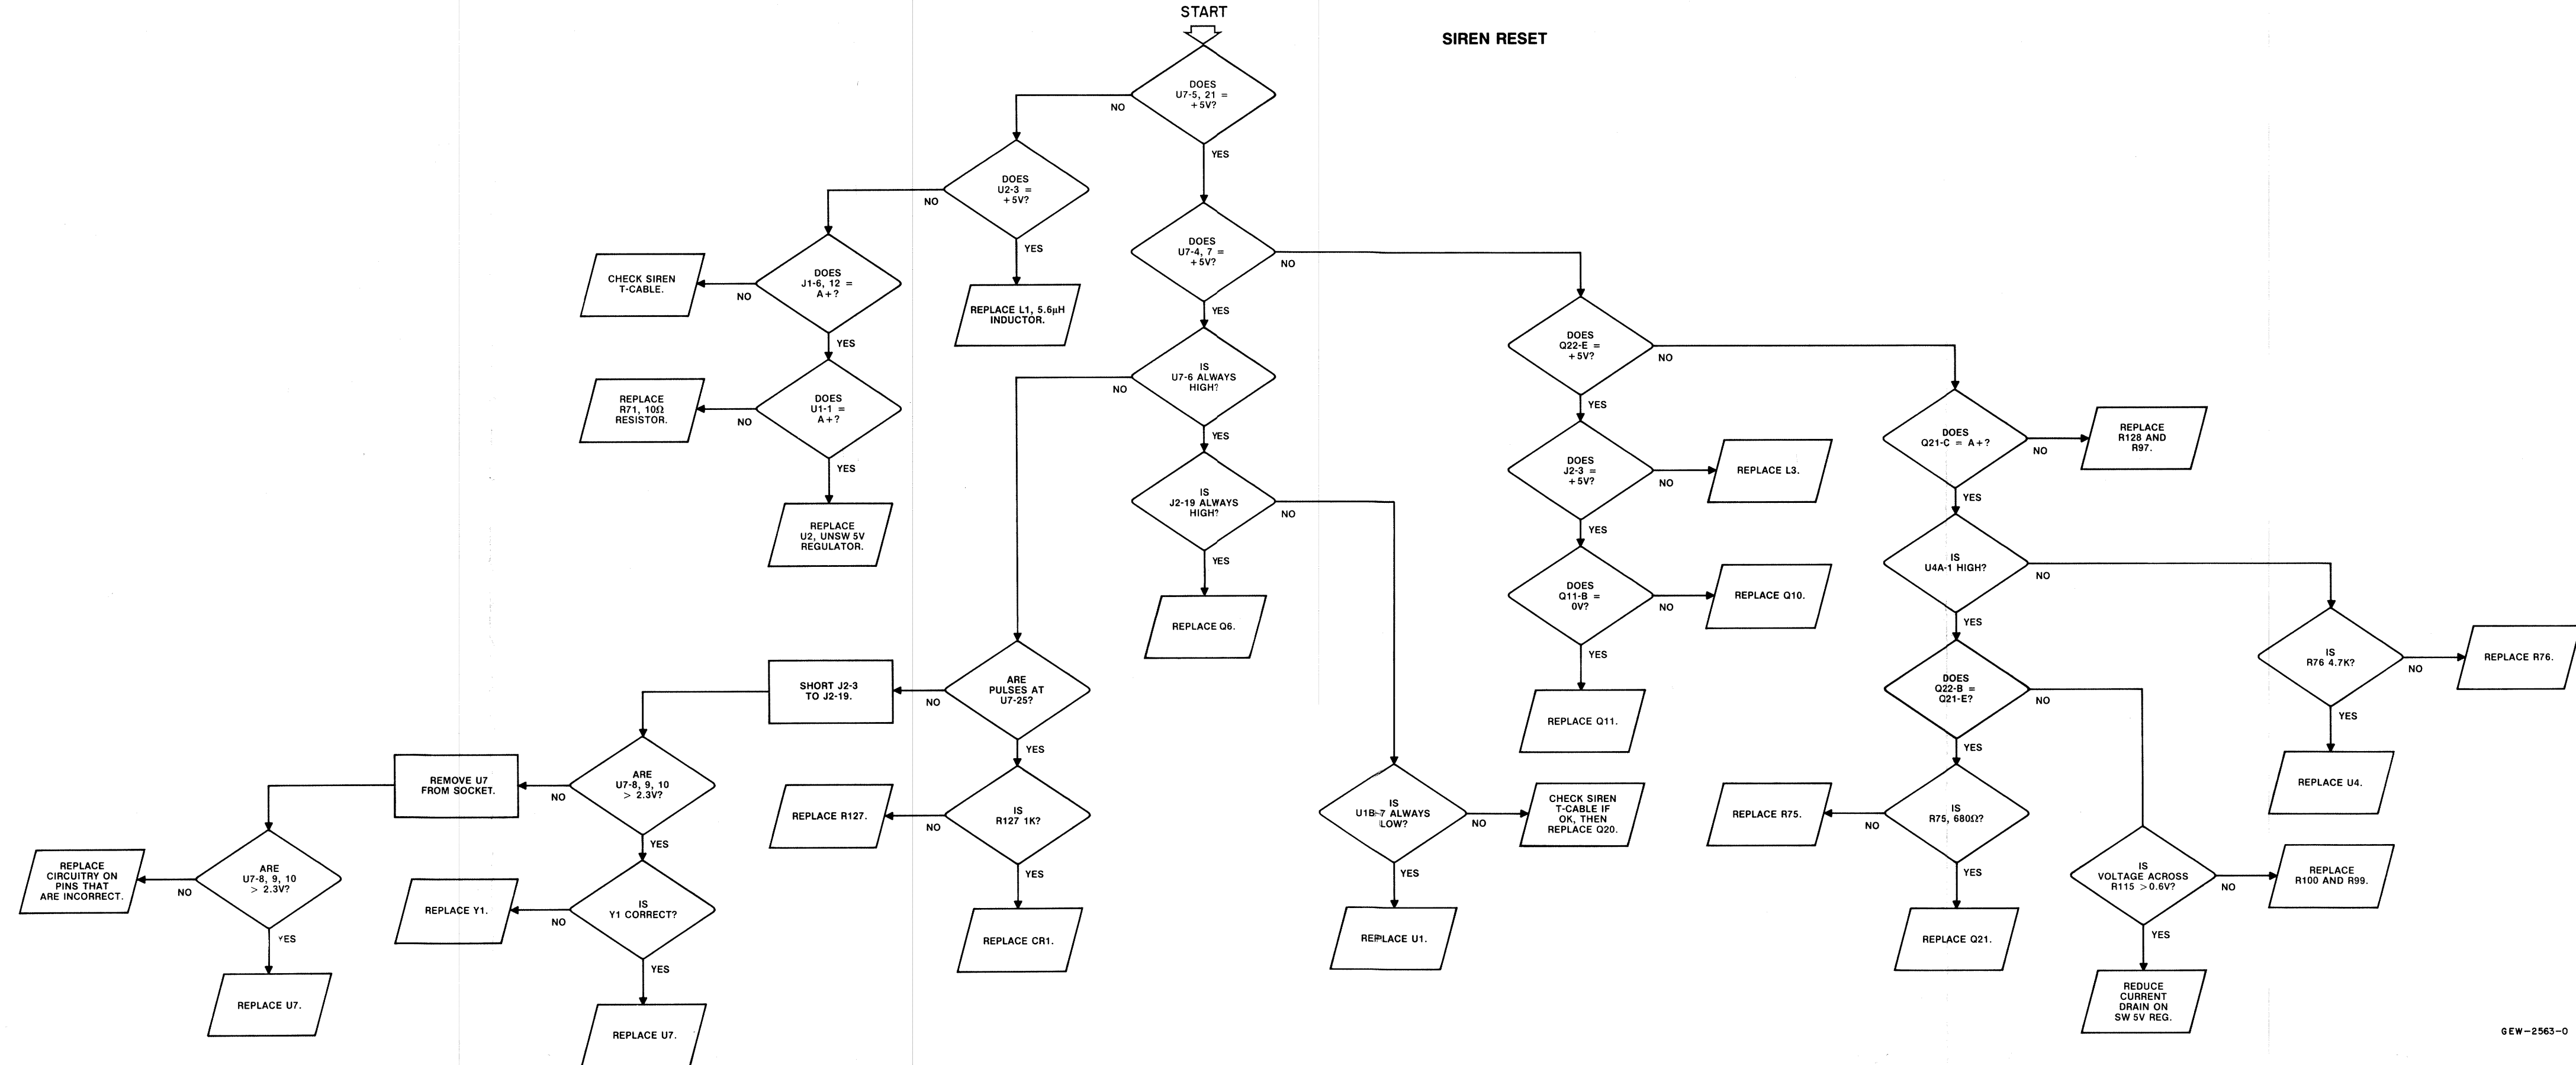 START
SIREN RESET
DOES
U7-5, 21 =
+5V?
NO
YES
DOES
U2-3 =
+5V?
NO
YES
DOES
U7-4, 7 =
+5V?
NO
YES
CHECK SIREN
T-CABLE.
DOES
J1-6, 12 =
A+?
NO
YES
REPLACE L1, 5.6µH
INDUCTOR.
DOES
Q22-E =
+5V?
NO
YES
IS
U7-6 ALWAYS
HIGH?
NO
YES
REPLACE
R71, 10Ω
RESISTOR.
DOES
U1-1 =
A+?
NO
YES
DOES
Q21-C = A+?
NO
YES
REPLACE
R128 AND
R97.
DOES
J2-3 =
+5V?
NO
YES
REPLACE L3.
IS
J2-19 ALWAYS
HIGH?
NO
YES
REPLACE
U2, UNSW 5V
REGULATOR.
IS
U4A-1 HIGH?
NO
YES
DOES
Q11-B =
0V?
NO
YES
REPLACE Q10.
REPLACE Q6.
IS
R76 4.7K?
NO
YES
REPLACE R76.
SHORT J2-3
TO J2-19.
ARE
PULSES AT
U7-25?
NO
YES
DOES
Q22-B =
Q21-E?
NO
YES
REPLACE Q11.
REMOVE U7
FROM SOCKET.
ARE
U7-8, 9, 10
> 2.3V?
NO
YES
REPLACE U4.
REPLACE R127.
IS
R127 1K?
NO
YES
IS
U1B-7 ALWAYS
LOW?
NO
YES
CHECK SIREN
T-CABLE IF
OK, THEN
REPLACE Q20.
REPLACE R75.
IS
R75, 680Ω?
NO
YES
REPLACE
CIRCUITRY ON
PINS THAT
ARE INCORRECT.
ARE
U7-8, 9, 10
> 2.3V?
NO
YES
IS
VOLTAGE ACROSS
R115 >0.6V?
NO
YES
REPLACE
R100 AND R99.
REPLACE Y1.
IS
Y1 CORRECT?
NO
YES
REPLACE CR1.
REPLACE U1.
REPLACE Q21.
REPLACE U7.
REDUCE
CURRENT
DRAIN ON
SW 5V REG.
REPLACE U7.
GEW-2563-0